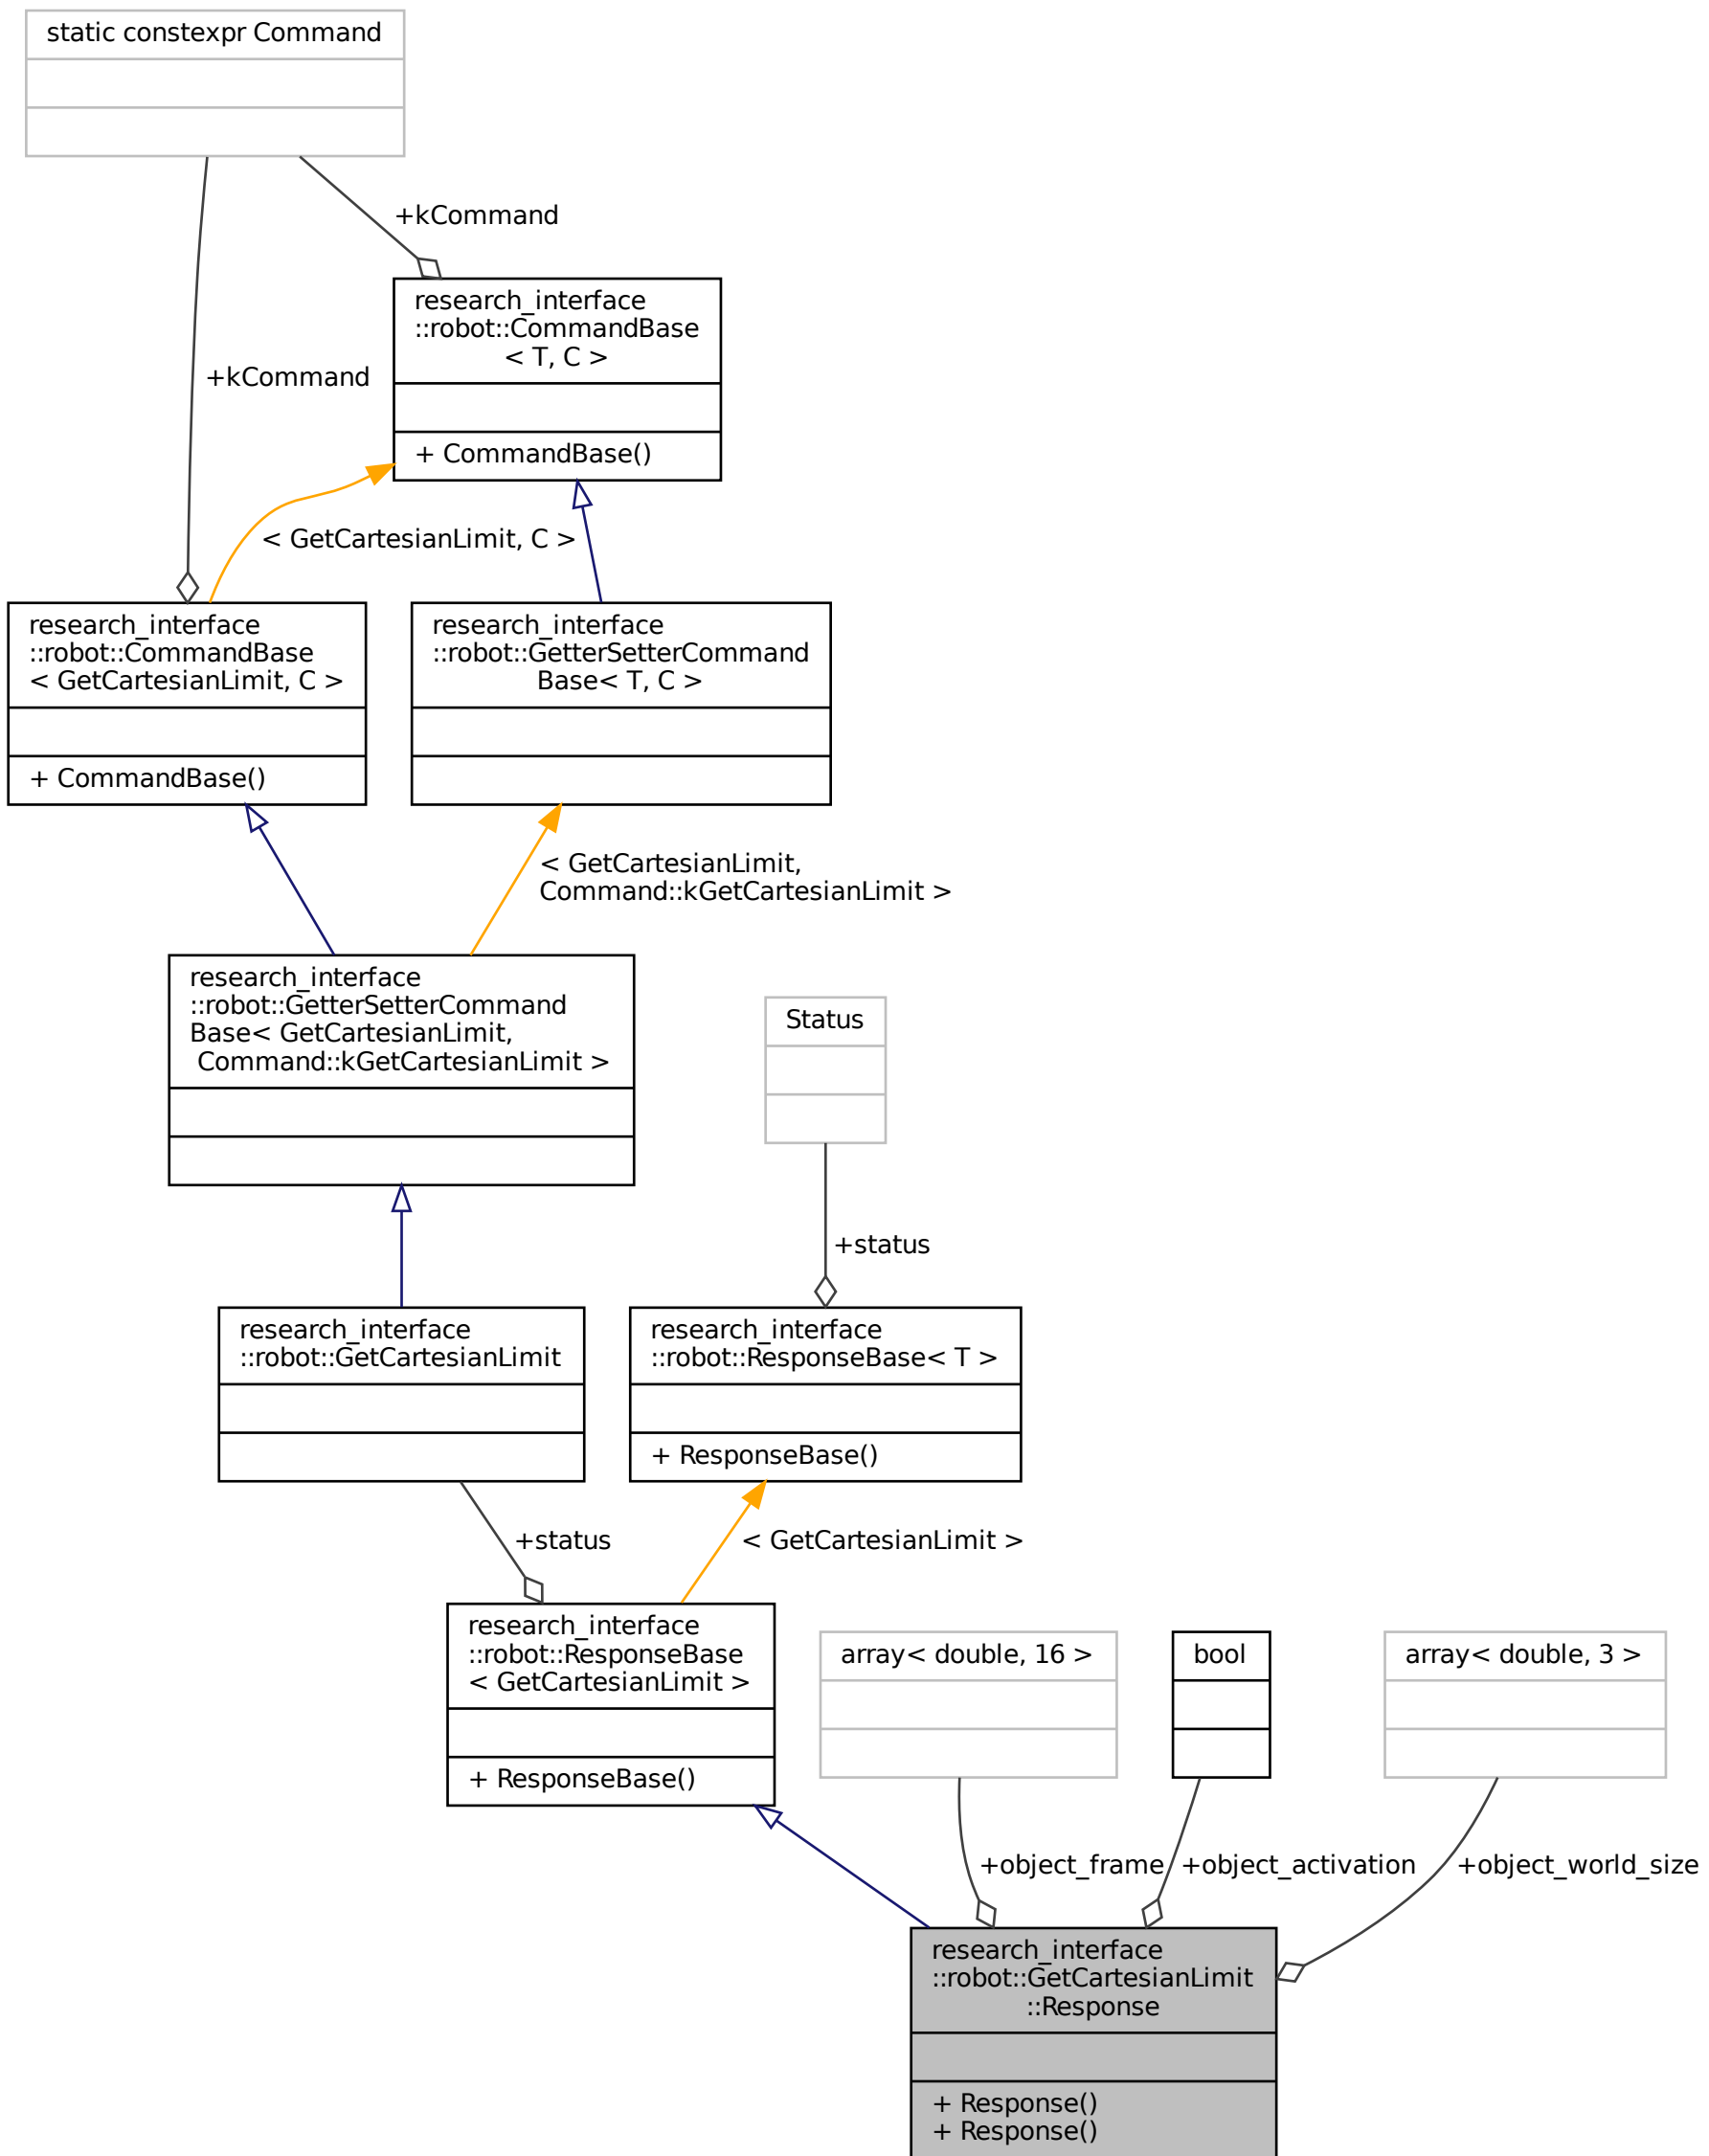 static constexpr Command
+kCommand
research_interface
::robot::CommandBase
< T, C >
+kCommand
+ CommandBase()
< GetCartesianLimit, C >
research_interface
::robot::CommandBase
< GetCartesianLimit, C >
+ CommandBase()
research_interface
::robot::GetterSetterCommand
Base< T, C >
< GetCartesianLimit,
Command::kGetCartesianLimit >
research_interface
::robot::GetterSetterCommand
Base< GetCartesianLimit,
Command::kGetCartesianLimit >
Status
+status
research_interface
::robot::GetCartesianLimit
research_interface
::robot::ResponseBase< T >
+ ResponseBase()
+status
< GetCartesianLimit >
research_interface
::robot::ResponseBase
< GetCartesianLimit >
+ ResponseBase()
array< double, 16 >
bool
array< double, 3 >
+object_frame
+object_activation
+object_world_size
research_interface
::robot::GetCartesianLimit
::Response
+ Response()
+ Response()